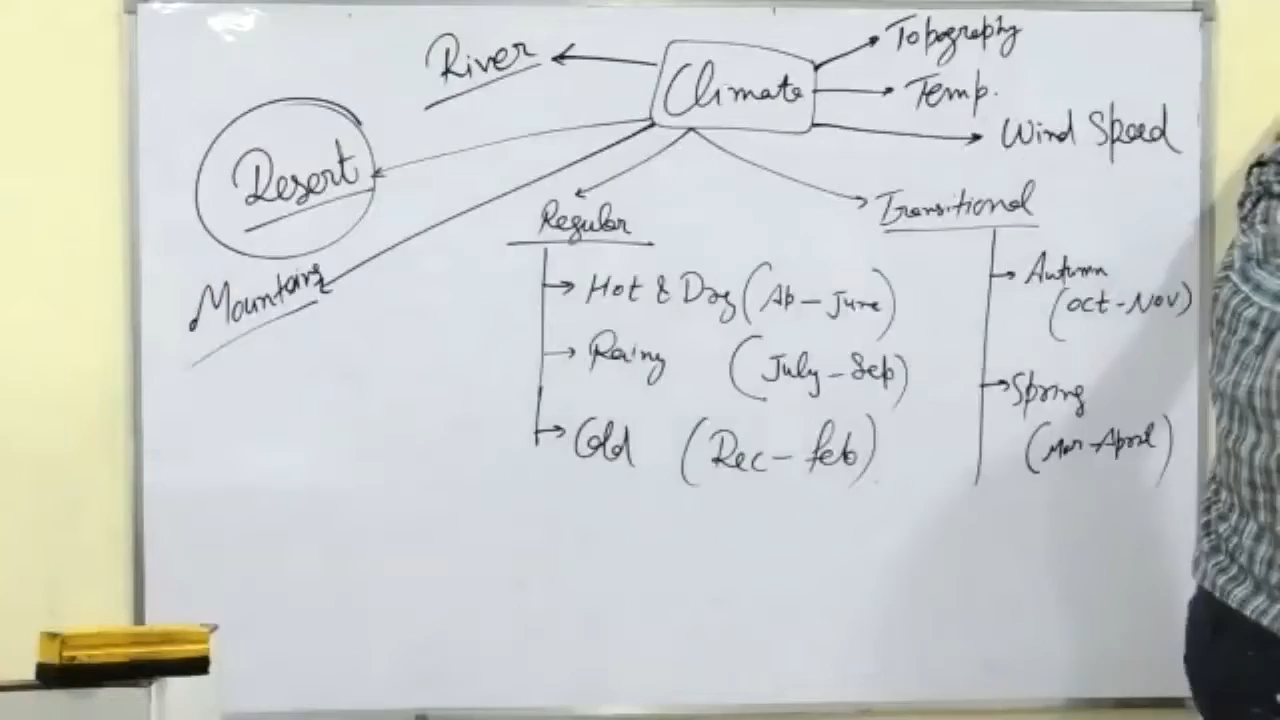 River
Climate
Topography
Temp.
Wind Speed
Desert
Mountains
Regular
Hot & Dry (Ap - June)
Rainy (July - Sep)
Cold (Dec - feb)
Transitional
Autumn
(Oct - Nov)
Spring
(Mar - April)